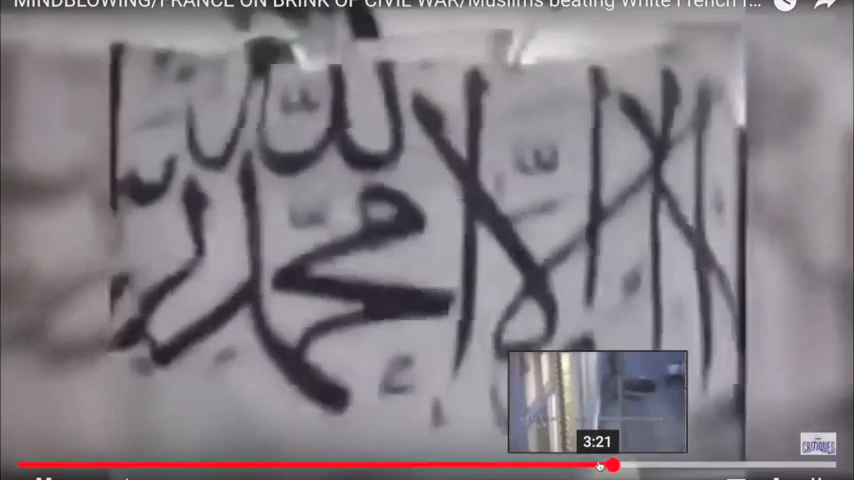 MINDBLOWING/FRANCE ON BRINK OF CIVIL WAR/Muslims beating White French
لا اله الا الله
محمد
3:21
CRITIQUED